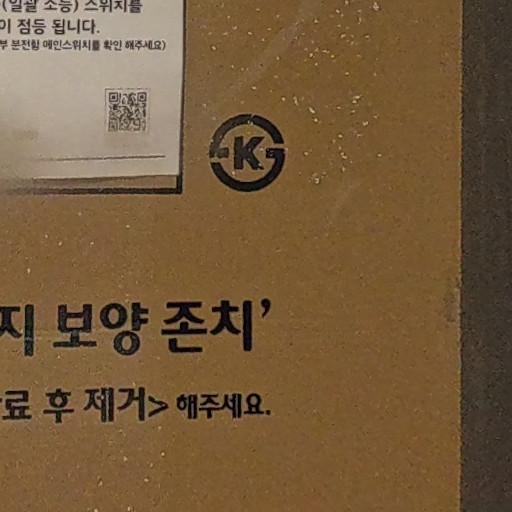 (일괄 소등) 스위치를
이 점등 됩니다.
부 분전함 메인스위치를 확인 해주세요)
K
지 보양 존치’
료 후 제거> 해주세요.